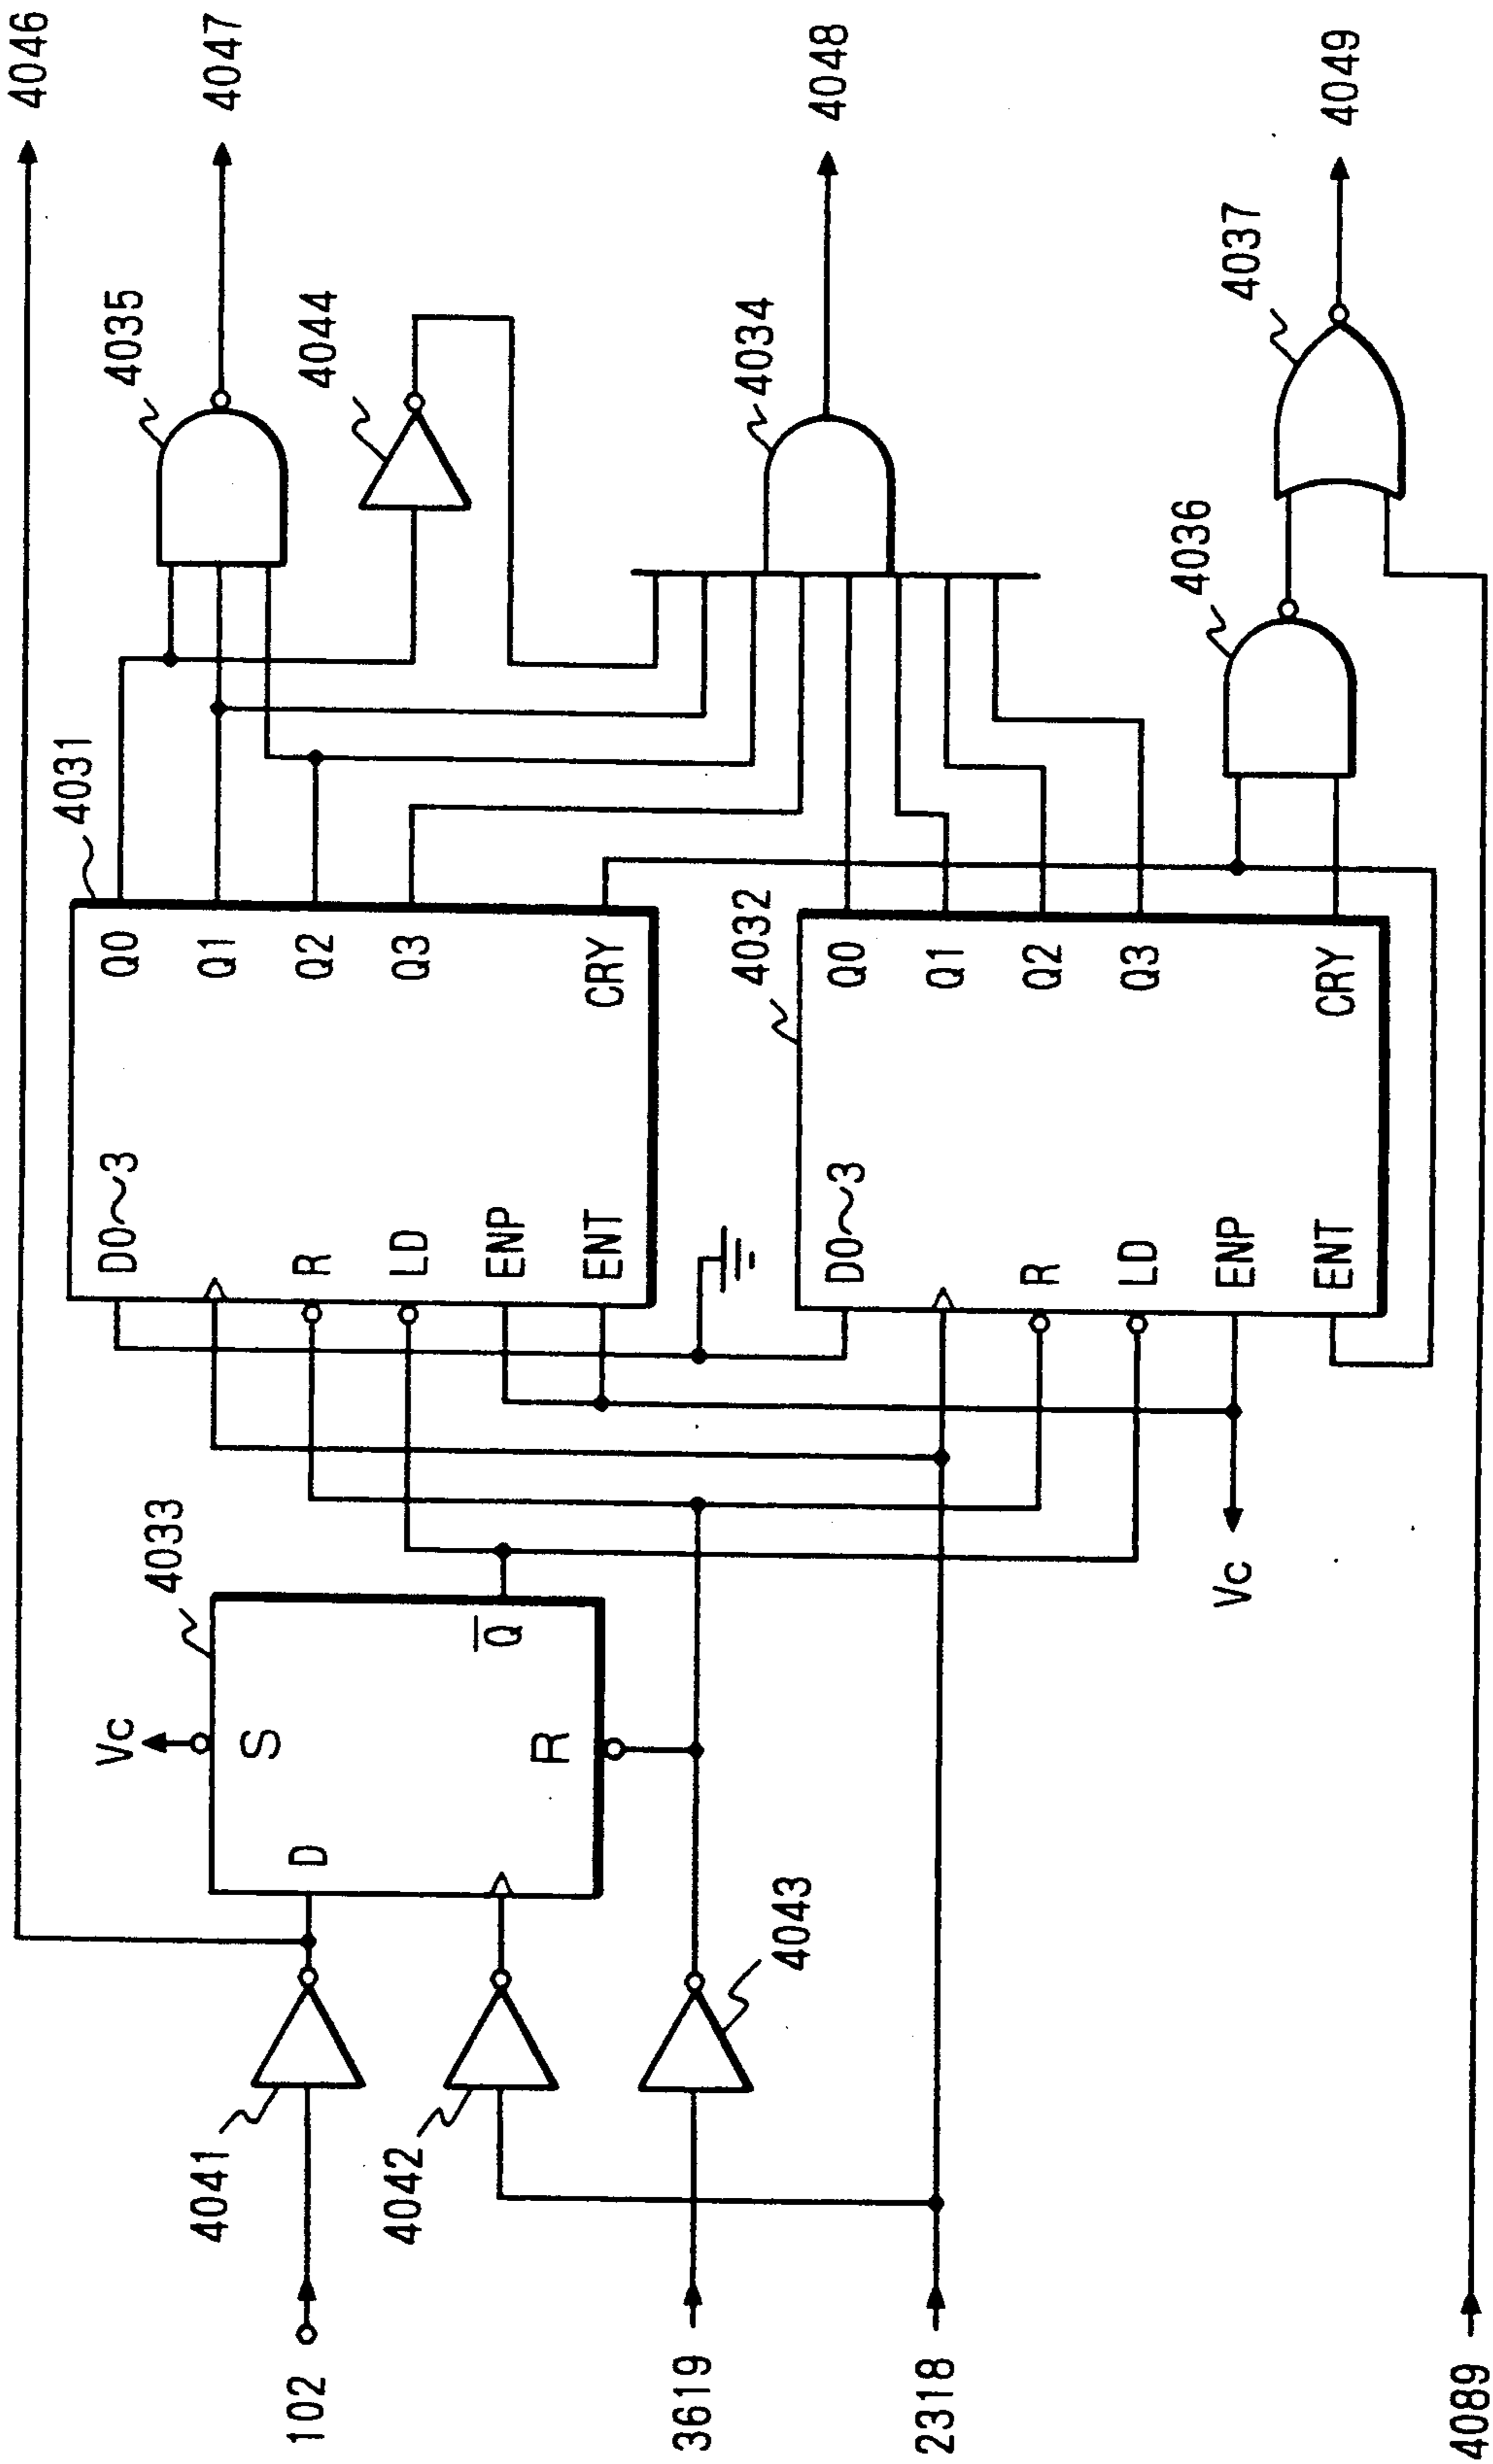 4046
4047
4048
4049
4035
4044
4034
4037
4036
4031
Q0
Q1
Q2
Q3
CRY
D0~3
R
LD
ENP
ENT
4032
Q0
Q1
Q2
Q3
CRY
D0~3
R
LD
ENP
ENT
4033
Vc
S
D
R
Q̅
Vc
4041
4042
4043
102
3619
2318
4089